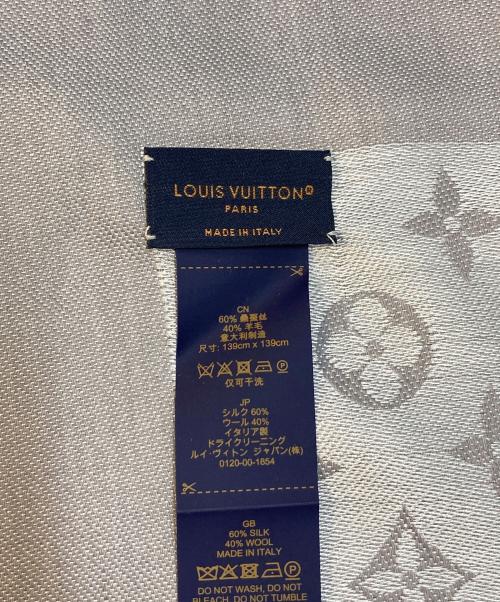 LOUIS VUITTON®
PARIS
MADE IN ITALY
CN
60% 桑蚕丝
40% 羊毛
意大利制造
尺寸: 139cm x 139cm
仅可干洗
JP
シルク 60%
ウール 40%
イタリア製
ドライクリーニング
ルイ·ヴィトン ジャパン(株)
0120-00-1854
GB
60% SILK
40% WOOL
MADE IN ITALY
DO NOT WASH, DO NOT
BLEACH, DO NOT TUMBLE